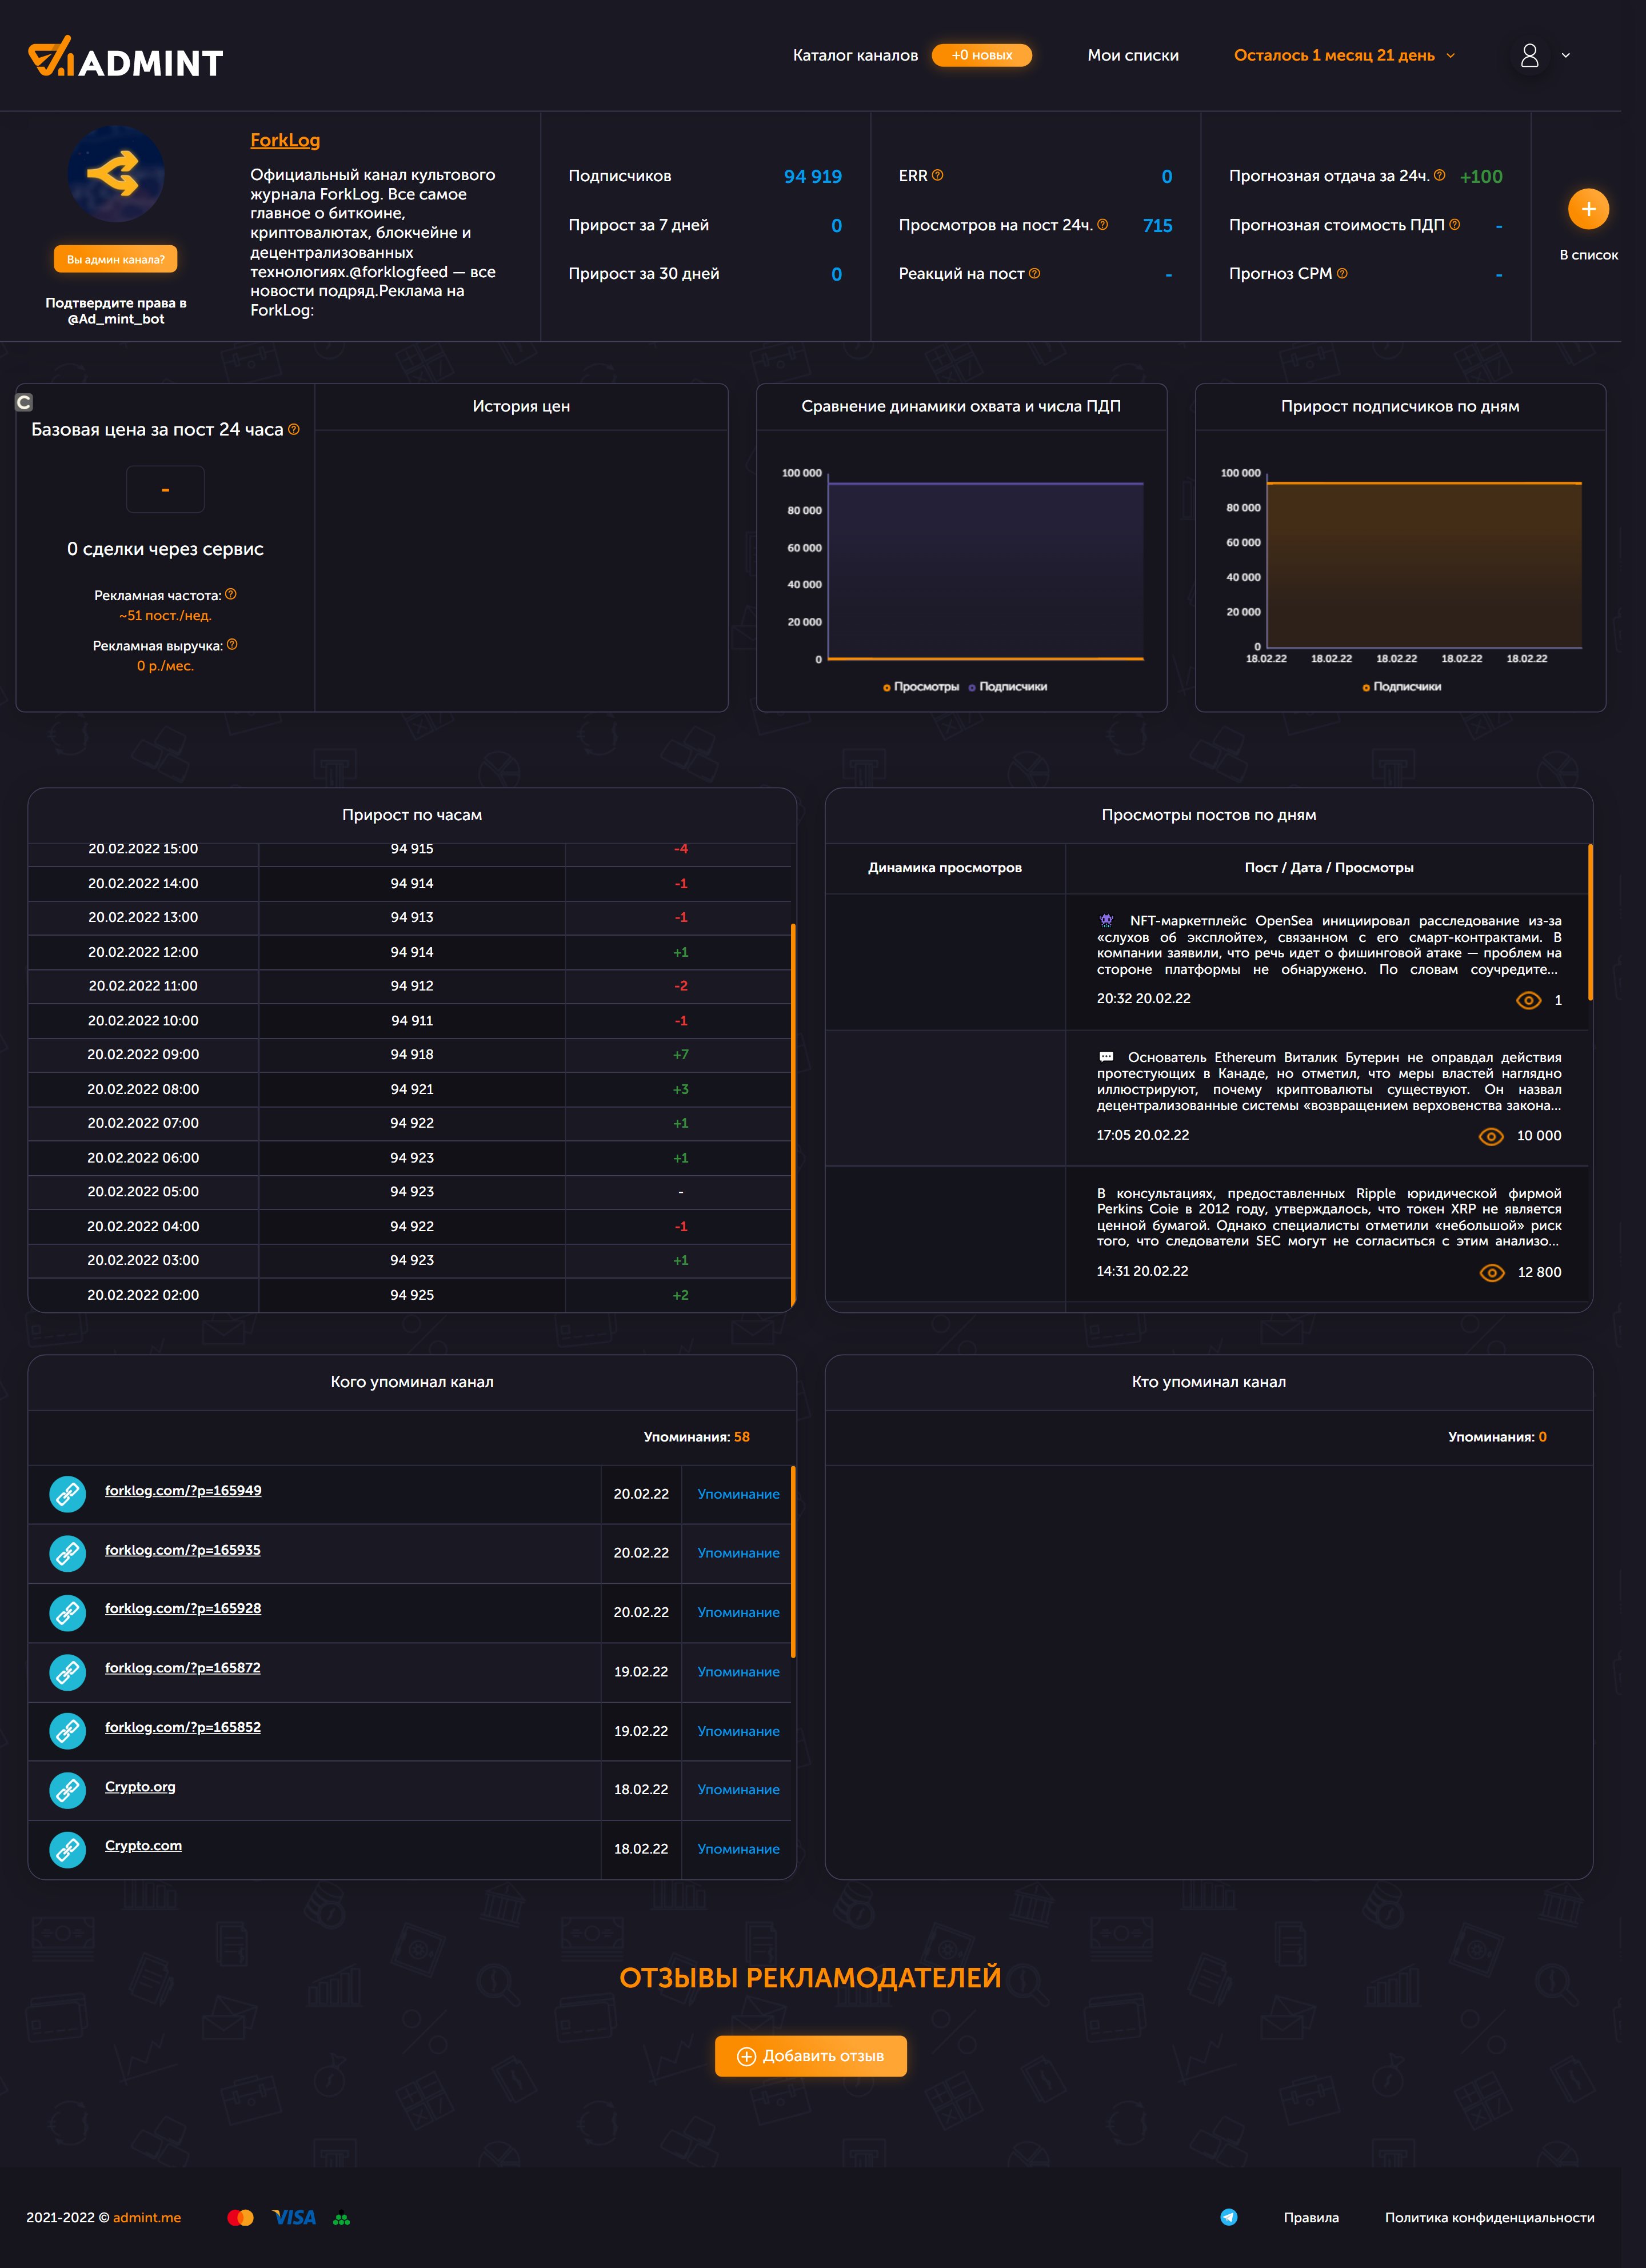 ADMINT
Каталог каналов
+0 новых
Мои списки
Осталось 1 месяц 21 день
ForkLog
Официальный канал культового
журнала ForkLog. Все самое
главное о биткоине,
криптовалютах, блокчейне и
децентрализованных
технологиях.@forklogfeed — все
новости подряд.Реклама на
ForkLog:
Вы админ канала?
Подтвердите права в
@Ad_mint_bot
Подписчиков 94 919
Прирост за 7 дней 0
Прирост за 30 дней 0
ERR 0
Просмотров на пост 24ч. 715
Реакций на пост -
Прогнозная отдача за 24ч. +100
Прогнозная стоимость ПДП -
Прогноз CPM -
+
В список
C
Базовая цена за пост 24 часа
-
0 сделки через сервис
Рекламная частота:
~51 пост./нед.
Рекламная выручка:
0 р./мес.
История цен
Сравнение динамики охвата и числа ПДП
100 000
80 000
60 000
40 000
20 000
0
Просмотры Подписчики
Прирост подписчиков по дням
100 000
80 000
60 000
40 000
20 000
0
18.02.22 18.02.22 18.02.22 18.02.22 18.02.22
Подписчики
Прирост по часам
20.02.2022 15:00 94 915 -4
20.02.2022 14:00 94 914 -1
20.02.2022 13:00 94 913 -1
20.02.2022 12:00 94 914 +1
20.02.2022 11:00 94 912 -2
20.02.2022 10:00 94 911 -1
20.02.2022 09:00 94 918 +7
20.02.2022 08:00 94 921 +3
20.02.2022 07:00 94 922 +1
20.02.2022 06:00 94 923 +1
20.02.2022 05:00 94 923 -
20.02.2022 04:00 94 922 -1
20.02.2022 03:00 94 923 +1
20.02.2022 02:00 94 925 +2
Просмотры постов по дням
Динамика просмотров
Пост / Дата / Просмотры
NFT-маркетплейс OpenSea инициировал расследование из-за
«слухов об эксплойте», связанном с его смарт-контрактами. В
компании заявили, что речь идет о фишинговой атаке — проблем на
стороне платформы не обнаружено. По словам соучредите...
20:32 20.02.22 1
Основатель Ethereum Виталик Бутерин не оправдал действия
протестующих в Канаде, но отметил, что меры властей наглядно
иллюстрируют, почему криптовалюты существуют. Он назвал
децентрализованные системы «возвращением верховенства закона...
17:05 20.02.22 10 000
В консультациях, предоставленных Ripple юридической фирмой
Perkins Coie в 2012 году, утверждалось, что токен XRP не является
ценной бумагой. Однако специалисты отметили «небольшой» риск
того, что следователи SEC могут не согласиться с этим анализо...
14:31 20.02.22 12 800
Кого упоминал канал
Упоминания: 58
forklog.com/?p=165949 20.02.22 Упоминание
forklog.com/?p=165935 20.02.22 Упоминание
forklog.com/?p=165928 20.02.22 Упоминание
forklog.com/?p=165872 19.02.22 Упоминание
forklog.com/?p=165852 19.02.22 Упоминание
Crypto.org 18.02.22 Упоминание
Crypto.com 18.02.22 Упоминание
Кто упоминал канал
Упоминания: 0
ОТЗЫВЫ РЕКЛАМОДАТЕЛЕЙ
Добавить отзыв
2021-2022 © admint.me
VISA
Правила
Политика конфиденциальности